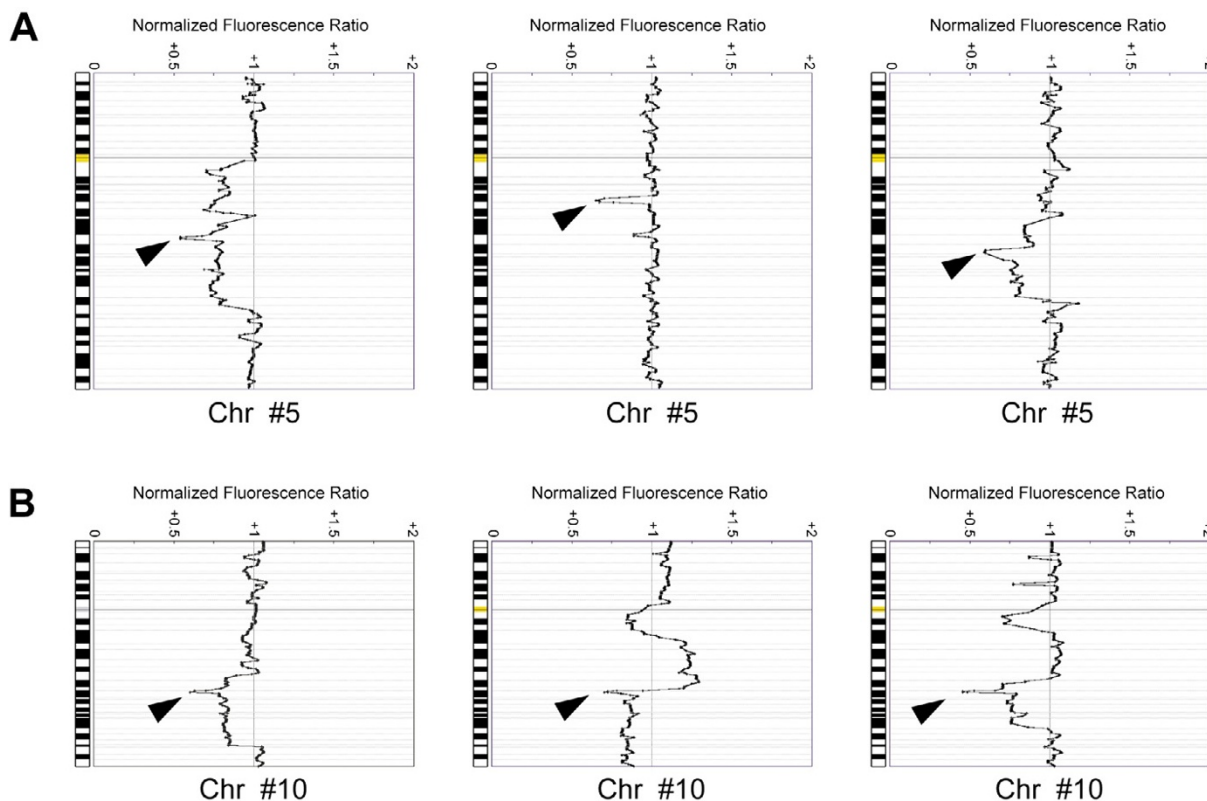 A
Normalized Fluorescence Ratio Normalized Fluorescence Ratio Normalized Fluorescence Ratio
0 +0.5 +1 +1.5 +2 0 +0.5 +1 +1.5 +2 0 +0.5 +1 +1.5 +2
Chr #5 Chr #5 Chr #5
B
Normalized Fluorescence Ratio Normalized Fluorescence Ratio Normalized Fluorescence Ratio
0 +0.5 +1 +1.5 +2 0 +0.5 +1 +1.5 +2 0 +0.5 +1 +1.5 +2
Chr #10 Chr #10 Chr #10